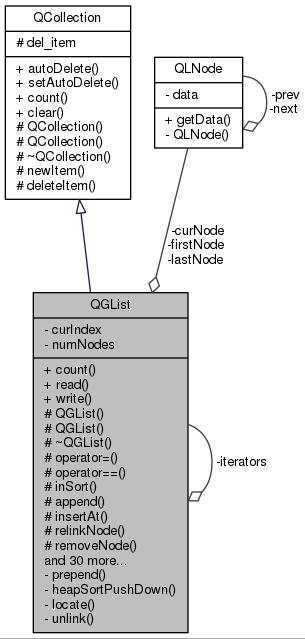 QCollection
# del_item
+ autoDelete()
+ setAutoDelete()
+ count()
+ clear()
# QCollection()
# QCollection()
# ~QCollection()
# newItem()
# deleteItem()
QLNode
- data
+ getData()
- QLNode()
-prev
-next
-curNode
-firstNode
-lastNode
QGList
- curIndex
- numNodes
+ count()
+ read()
+ write()
# QGList()
# QGList()
# ~QGList()
# operator=()
# operator==()
# inSort()
# append()
# insertAt()
# relinkNode()
# removeNode()
and 30 more...
- prepend()
- heapSortPushDown()
- locate()
- unlink()
-iterators